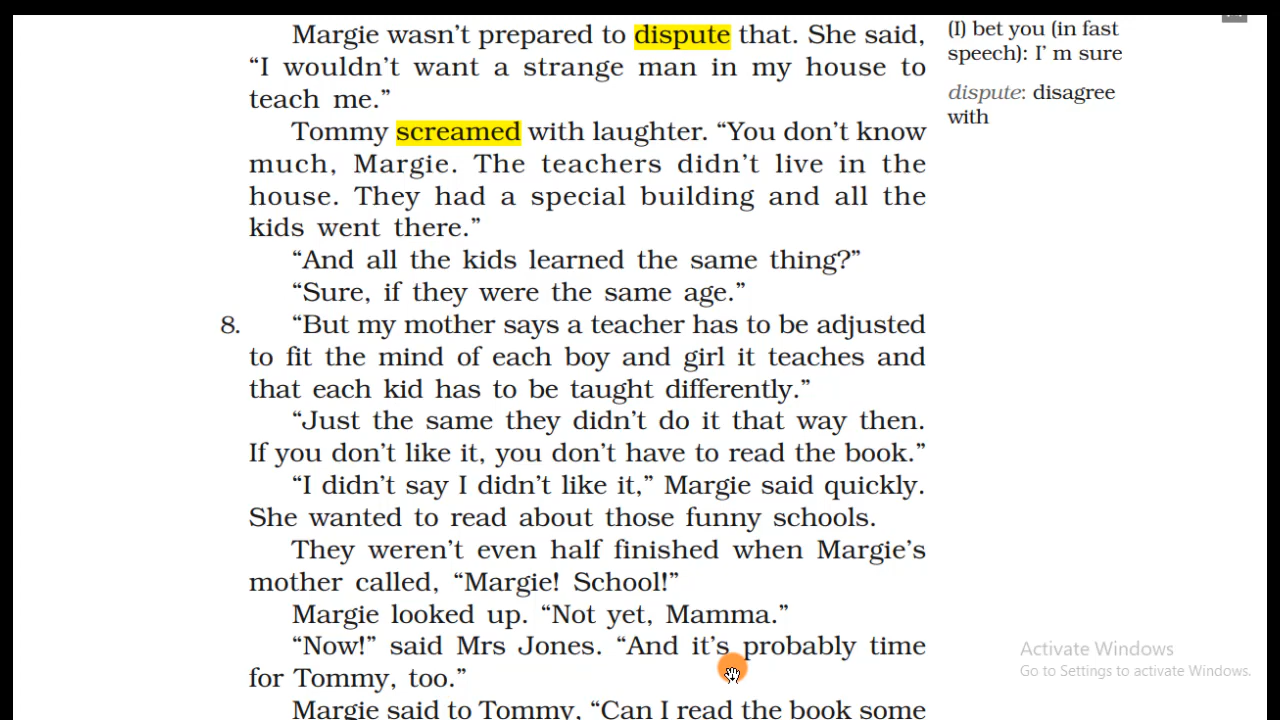 Margie wasn't prepared to dispute that. She said,
“I wouldn't want a strange man in my house to
teach me.”
Tommy screamed with laughter. “You don't know
much, Margie. The teachers didn't live in the
house. They had a special building and all the
kids went there.”
“And all the kids learned the same thing?”
“Sure, if they were the same age.”
8. “But my mother says a teacher has to be adjusted
to fit the mind of each boy and girl it teaches and
that each kid has to be taught differently.”
“Just the same they didn't do it that way then.
If you don't like it, you don't have to read the book.”
“I didn't say I didn't like it,” Margie said quickly.
She wanted to read about those funny schools.
They weren't even half finished when Margie's
mother called, “Margie! School!”
Margie looked up. “Not yet, Mamma.”
“Now!” said Mrs Jones. “And it's probably time
for Tommy, too.”
Margie said to Tommy, “Can I read the book some
(I) bet you (in fast
speech): I' m sure
dispute: disagree
with
Activate Windows
Go to Settings to activate Windows.